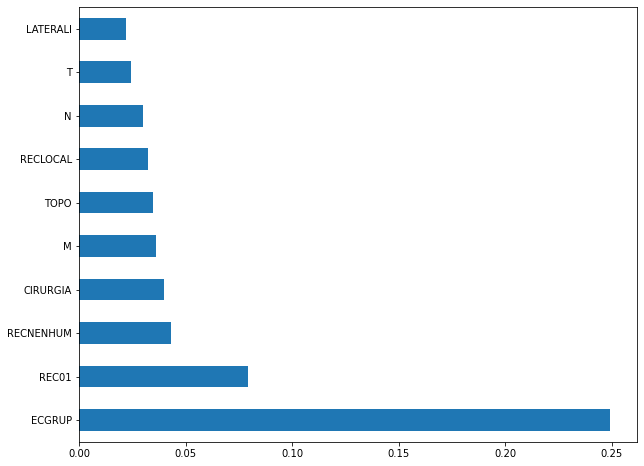 LATERALI
T
N
RECLOCAL
TOPO
M
CIRURGIA
RECNENHUM
REC01
ECGRUP
0.00 0.05 0.10 0.15 0.20 0.25